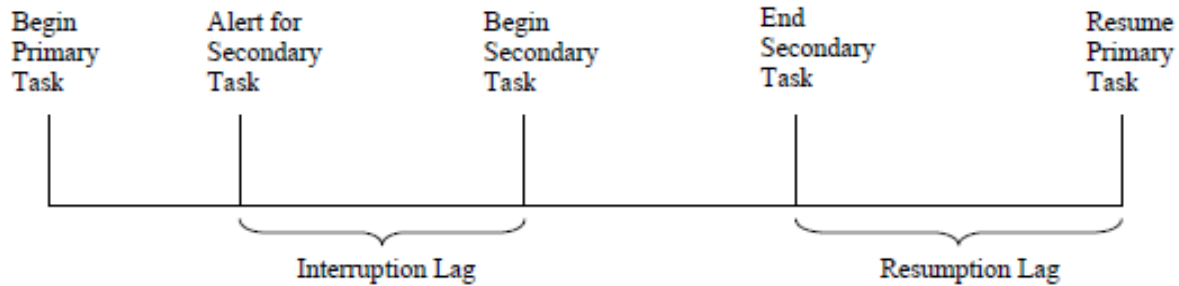 Begin
Primary
Task
Alert for
Secondary
Task
Begin
Secondary
Task
End
Secondary
Task
Resume
Primary
Task
Interruption Lag
Resumption Lag